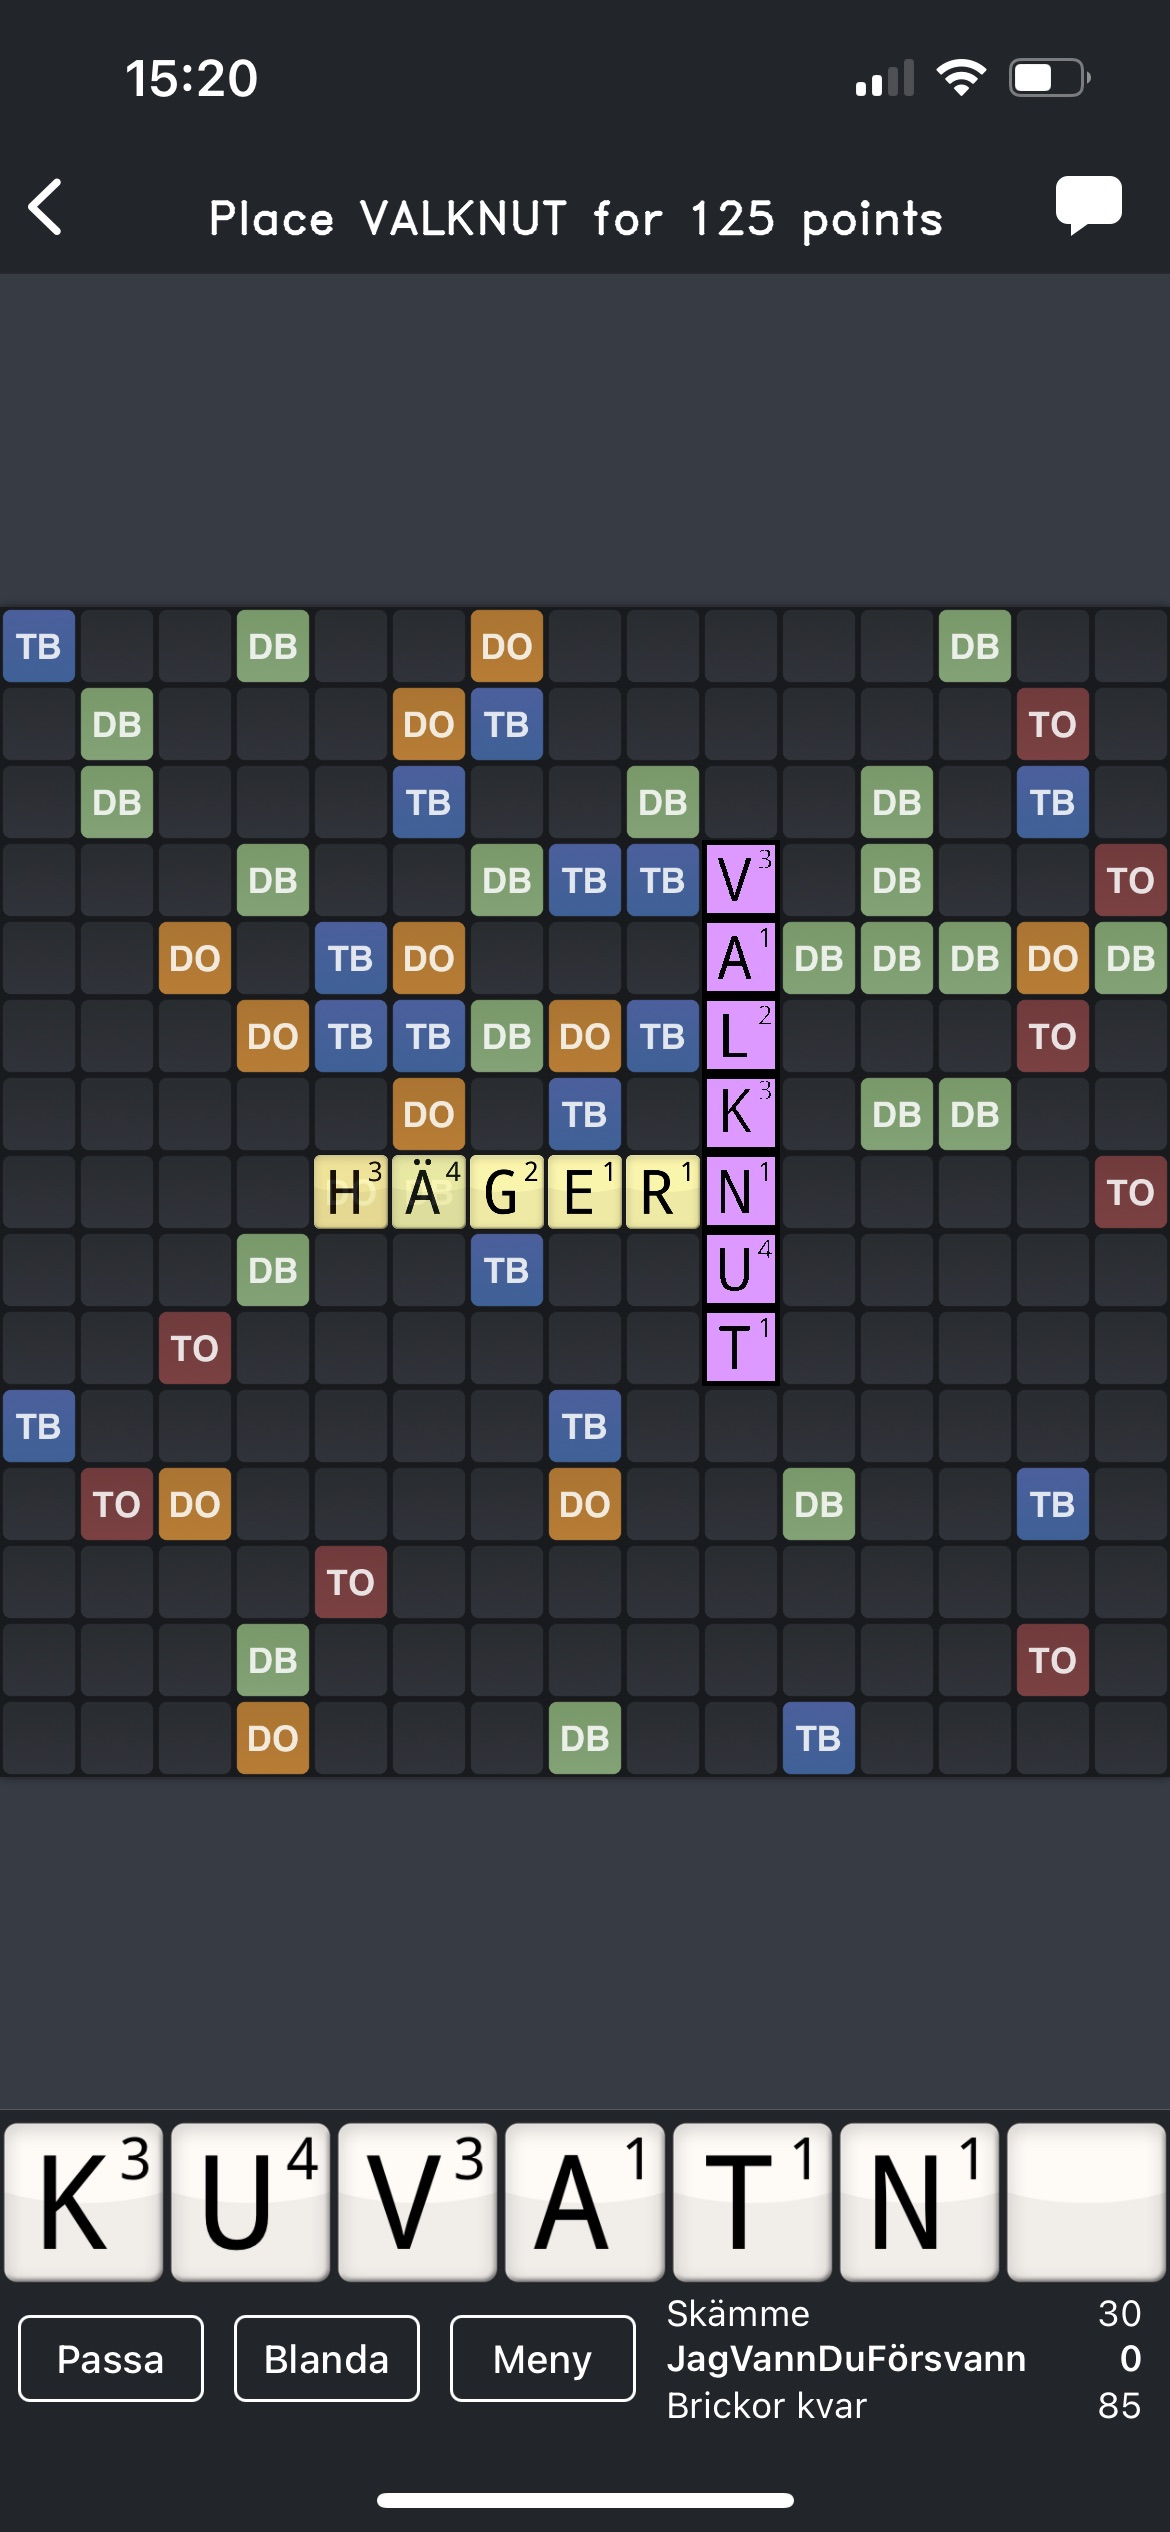 15:20
Place VALKNUT for 125 points
TB DB DO DB
DB DO TB TO
DB TB DB DB TB
DB DB TB TB V3 DB TO
DO TB DO A1 DB DB DB DO DB
DO TB TB DB DO TB L2 TO
DO TB K3 DB DB
H3 Ä4 G2 E1 R1 N1 TO
DB TB U4
TO T1
TB TB
TO DO DO DB TB
TO
DB TO
DO DB TB
K3 U4 V3 A1 T1 N1
Passa Blanda Meny
Skämme 30
JagVannDuFörsvann 0
Brickor kvar 85